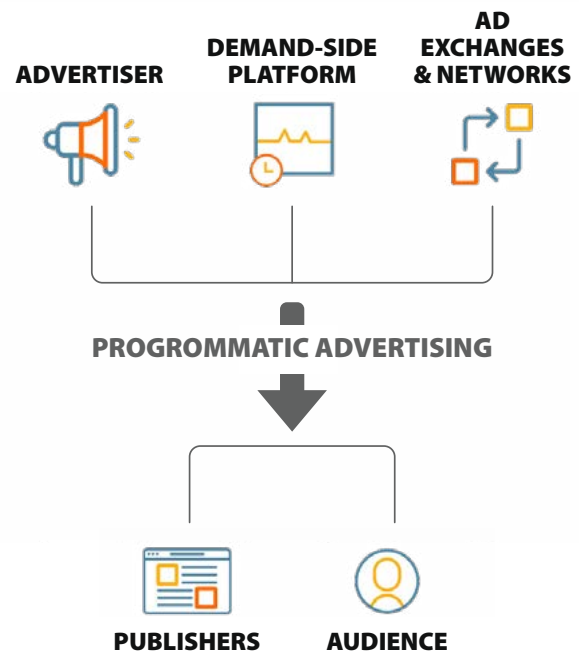 ADVERTISER
DEMAND-SIDE
PLATFORM
AD
EXCHANGES
& NETWORKS
PROGROMMATIC ADVERTISING
PUBLISHERS
AUDIENCE